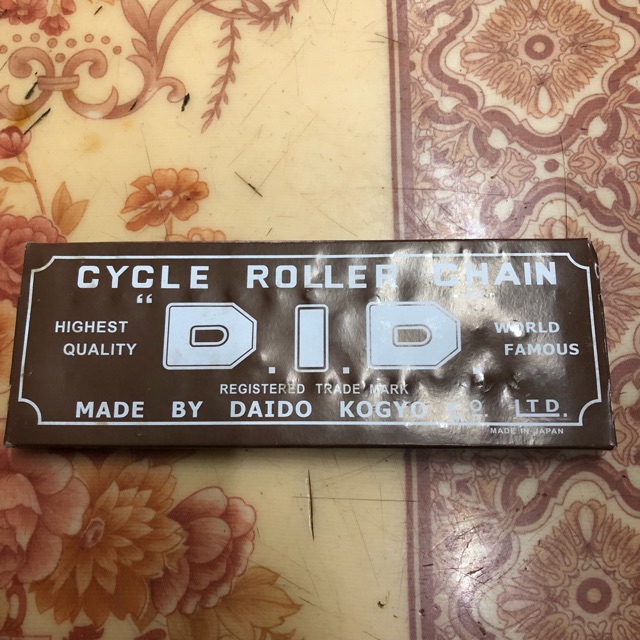 CYCLE ROLLER CHAIN
"D.I.D"
HIGHEST QUALITY
WORLD FAMOUS
REGISTERED TRADE MARK
MADE BY DAIDO KOGYO CO LTD.
MADE IN JAPAN